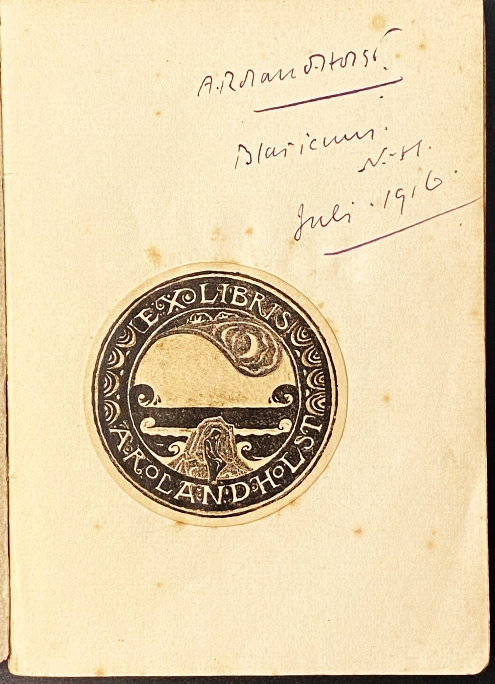 A. Roland Holst.
Blaricum.
N.-H.
Juli. 1916.
EX LIBRIS
A·ROLAND·HOLST